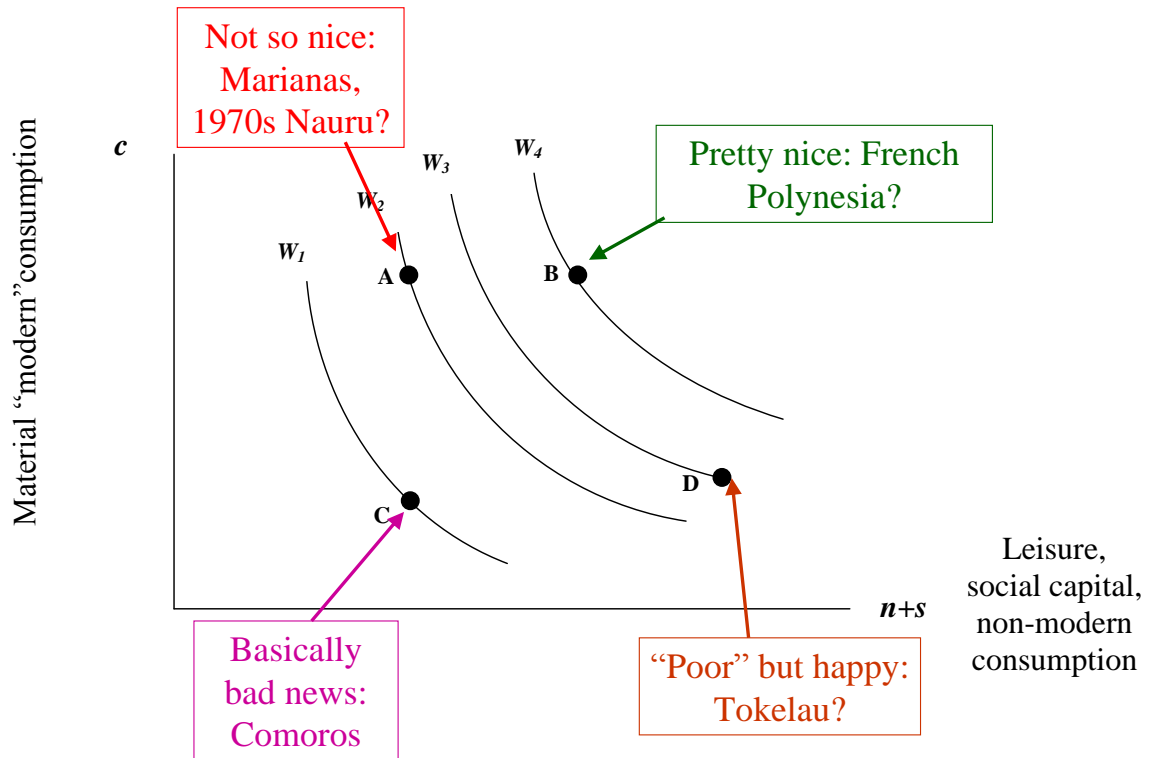 Not so nice:
Marianas,
1970s Nauru?
Material “modern”consumption
c
W4
W3
Pretty nice: French
Polynesia?
W2
W1
A
B
D
C
Leisure,
social capital,
non-modern
consumption
n+s
Basically
bad news:
Comoros
“Poor” but happy:
Tokelau?